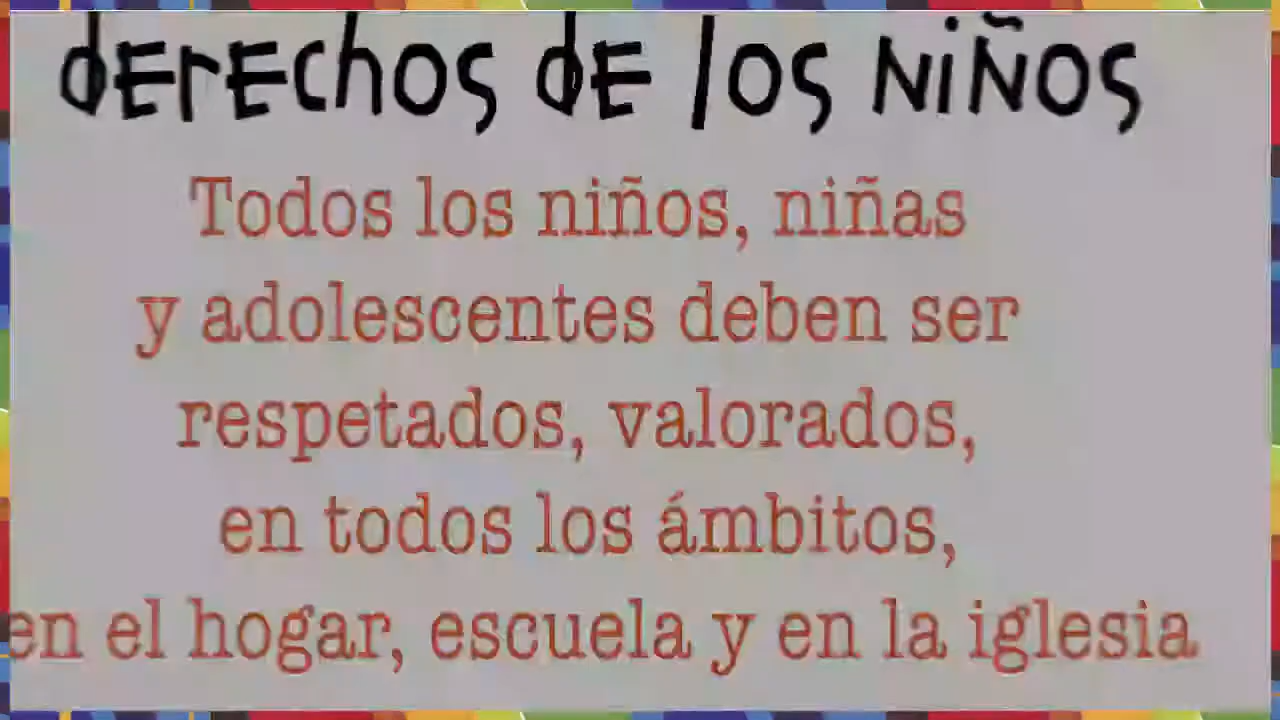 dErEchos dE los NiÑos
Todos los niños, niñas
y adolescentes deben ser
respetados, valorados,
en todos los ámbitos,
en el hogar, escuela y en la iglesia